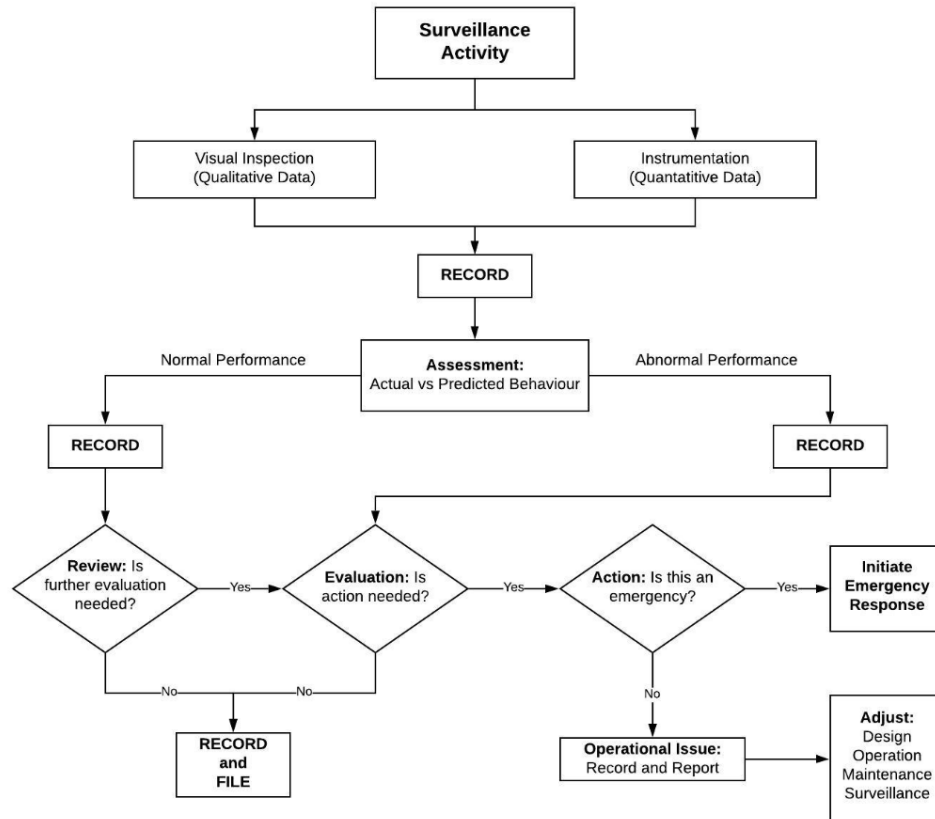 Surveillance
Activity
Visual Inspection
(Qualitative Data)
Instrumentation
(Quantatitive Data)
RECORD
Normal Performance
Assessment:
Actual vs Predicted Behaviour
Abnormal Performance
RECORD
RECORD
Review: Is
further evaluation
needed?
Yes
Evaluation: Is
action needed?
Yes
Action: Is this an
emergency?
Yes
Initiate
Emergency
Response
No
No
No
RECORD
and
FILE
Operational Issue:
Record and Report
Adjust:
Design
Operation
Maintenance
Surveillance